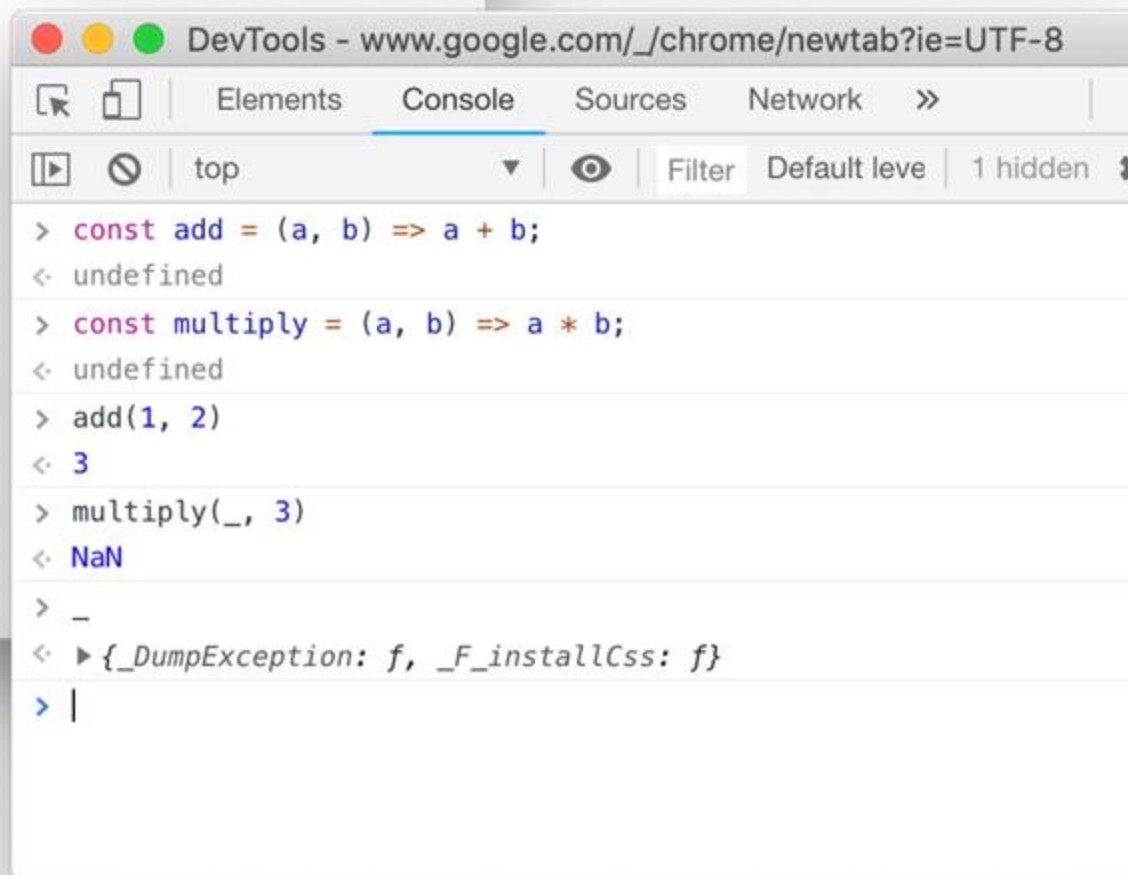 DevTools - www.google.com/_/chrome/newtab?ie=UTF-8
Elements Console Sources Network »
top ▼ Filter Default leve 1 hidden
> const add = (a, b) => a + b;
<· undefined
> const multiply = (a, b) => a * b;
<· undefined
> add(1, 2)
<· 3
> multiply(_, 3)
<· NaN
> _
<· ▶ {_DumpException: ƒ, _F_installCss: ƒ}
>